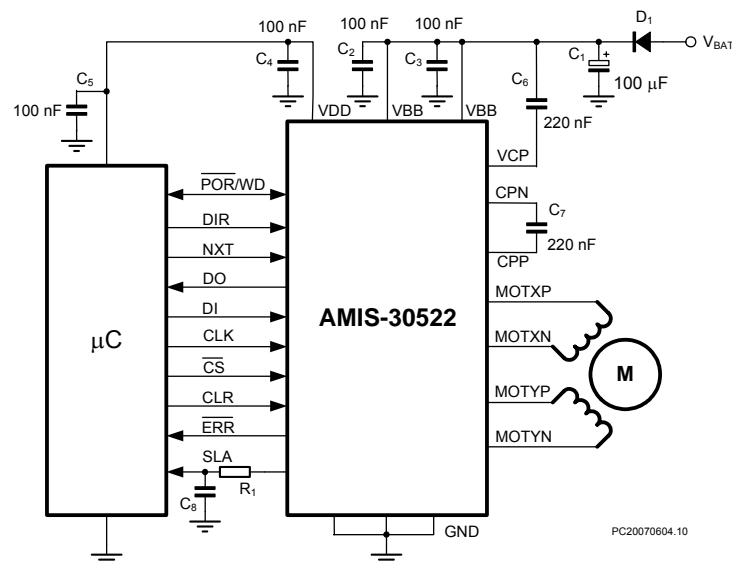 100 nF
100 nF 100 nF
D1
C4
C2
C3
C1
+
VBAT
C5
100 nF
C6
100 µF
VDD
VBB
VBB
220 nF
VCP
POR/WD
CPN
DIR
C7
NXT
220 nF
CPP
DO
MOTXP
DI
AMIS-30522
µC
CLK
MOTXN
M
CS
MOTYP
CLR
ERR
MOTYN
SLA
R1
C8
GND
PC20070604.10